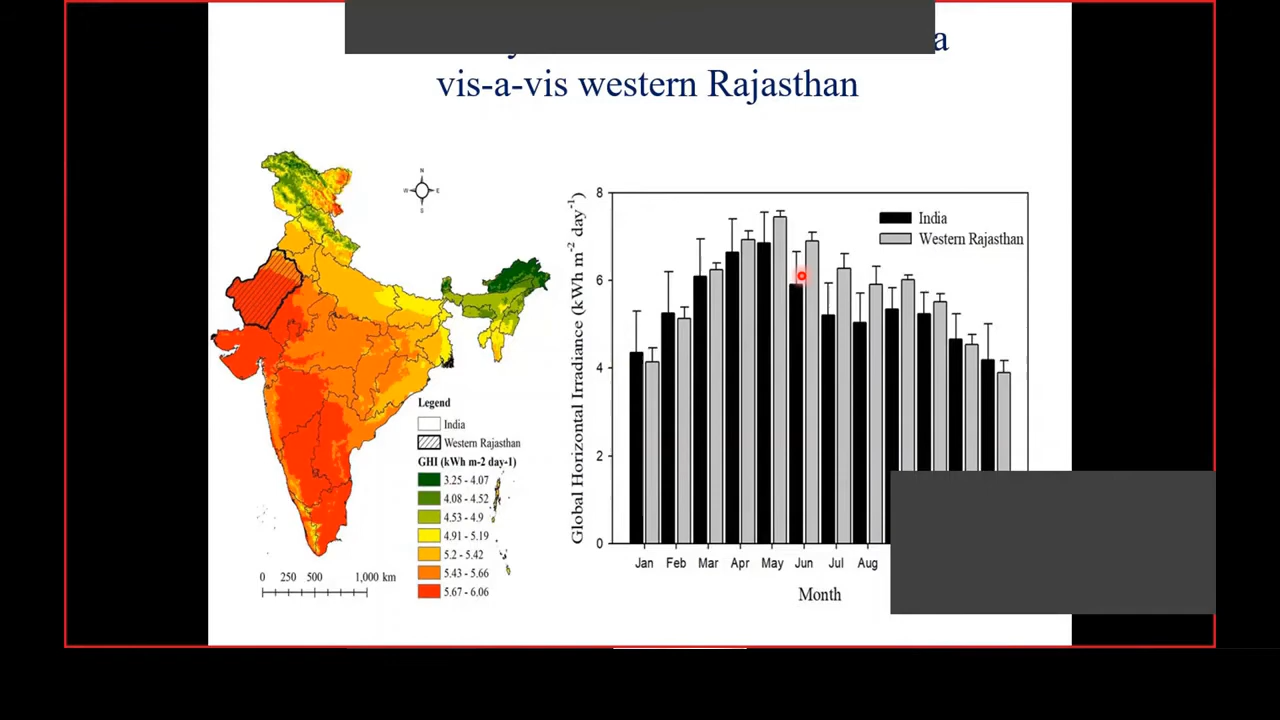 a
vis-a-vis western Rajasthan
N
W E
S
Legend
India
Western Rajasthan
GHI (kWh m-2 day-1)
3.25 - 4.07
4.08 - 4.52
4.53 - 4.9
4.91 - 5.19
5.2 - 5.42
5.43 - 5.66
5.67 - 6.06
0 250 500 1,000 km
Global Horizontal Irradiance (kWh m⁻² day⁻¹)
8
6
4
2
0
India
Western Rajasthan
Jan Feb Mar Apr May Jun Jul Aug
Month